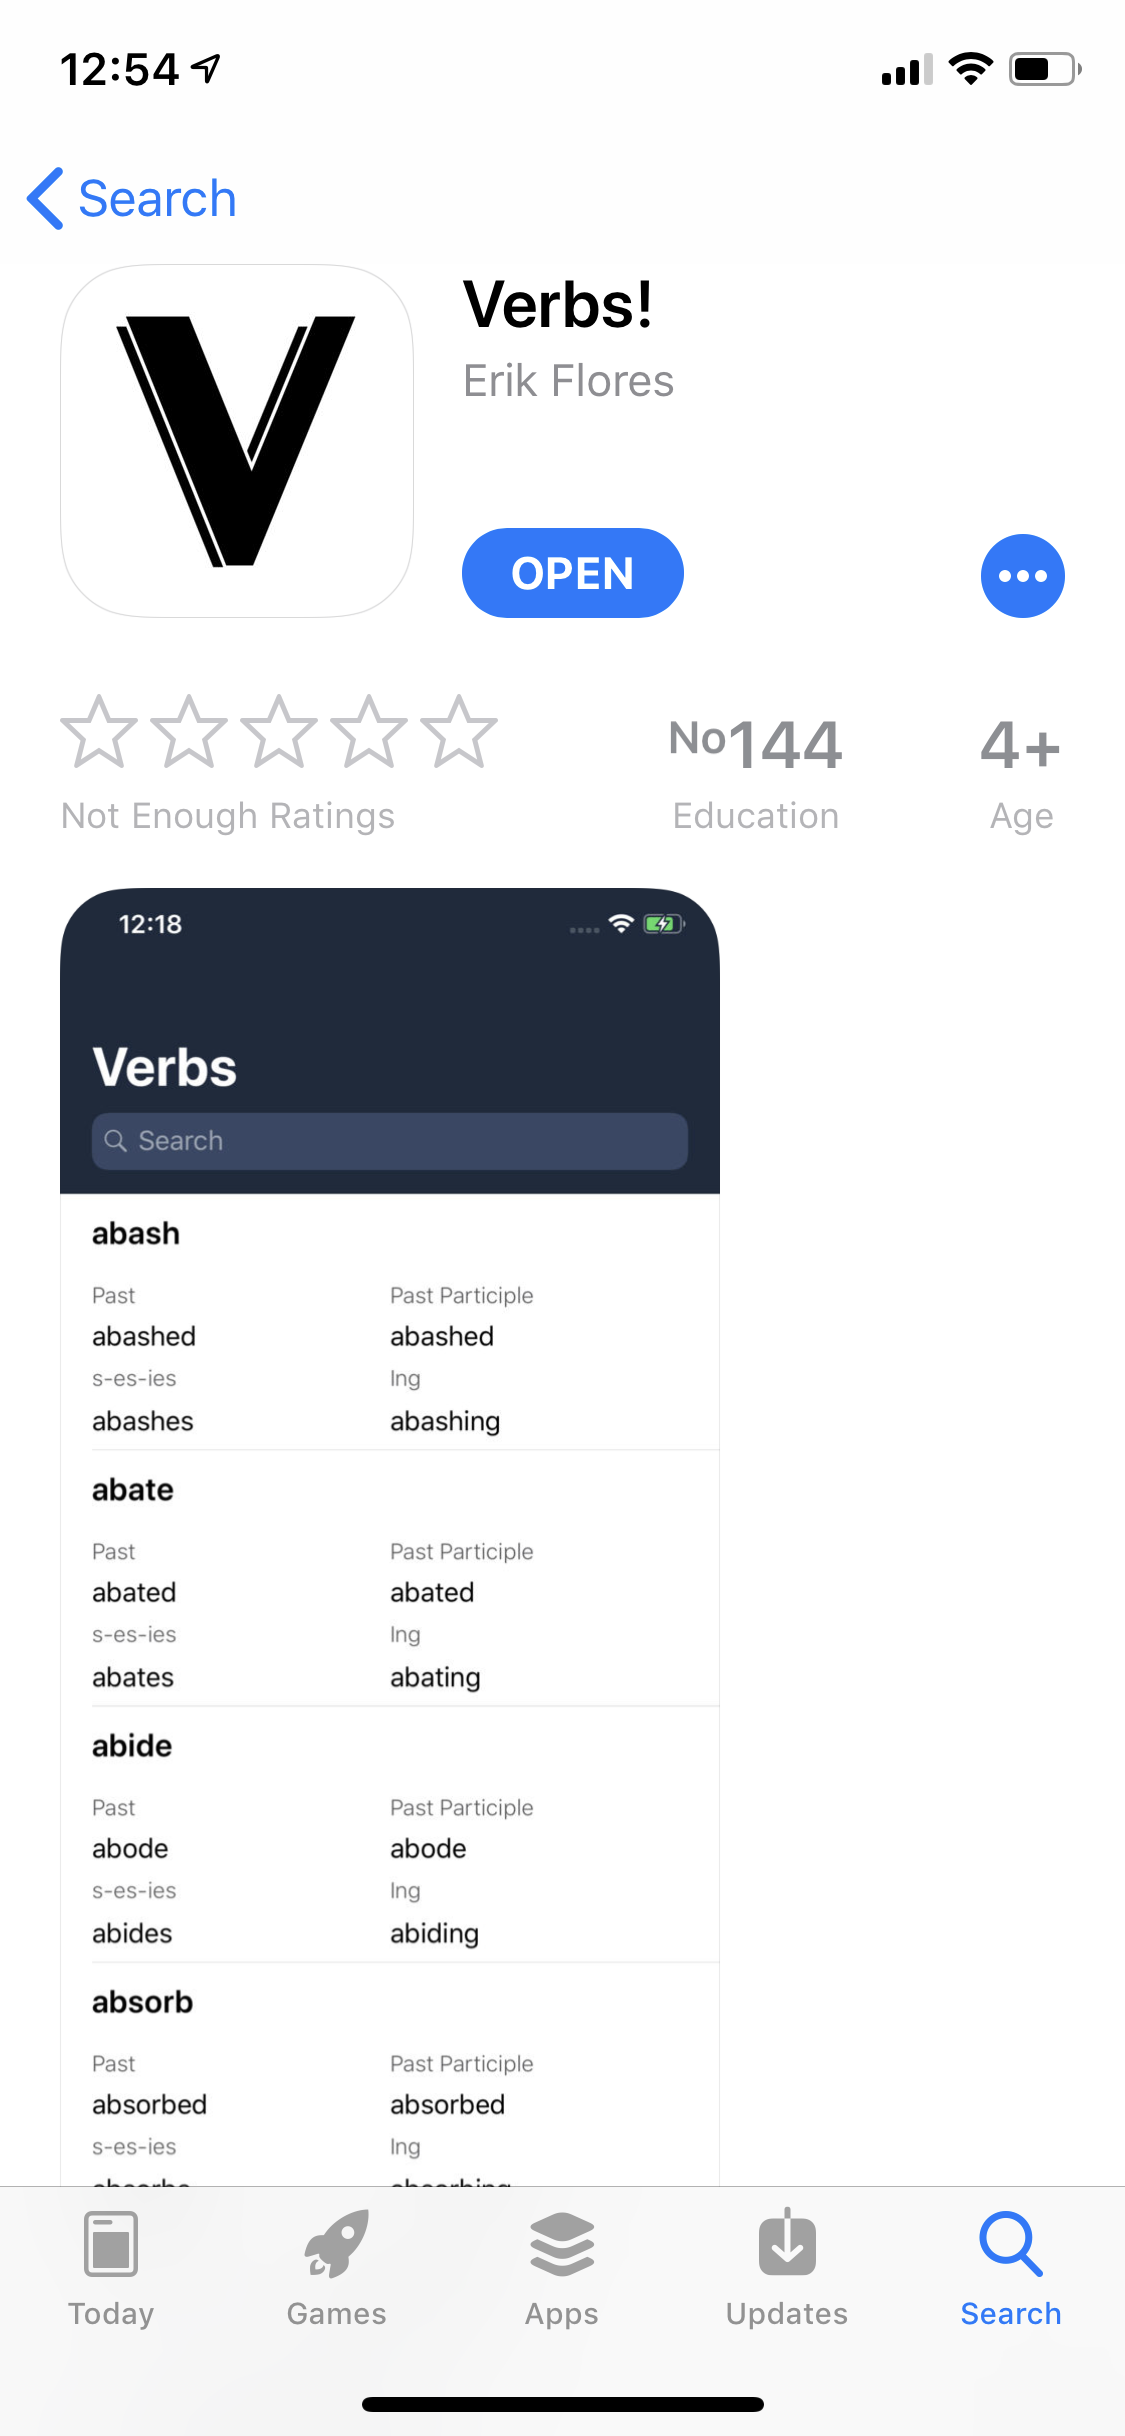 12:54
Search
V
Verbs!
Erik Flores
OPEN
No144
4+
Not Enough Ratings
Education
Age
12:18
Verbs
Search
abash
Past
Past Participle
abashed
abashed
s-es-ies
Ing
abashes
abashing
abate
Past
Past Participle
abated
abated
s-es-ies
Ing
abates
abating
abide
Past
Past Participle
abode
abode
s-es-ies
Ing
abides
abiding
absorb
Past
Past Participle
absorbed
absorbed
s-es-ies
Ing
absorbs
absorbing
Today
Games
Apps
Updates
Search